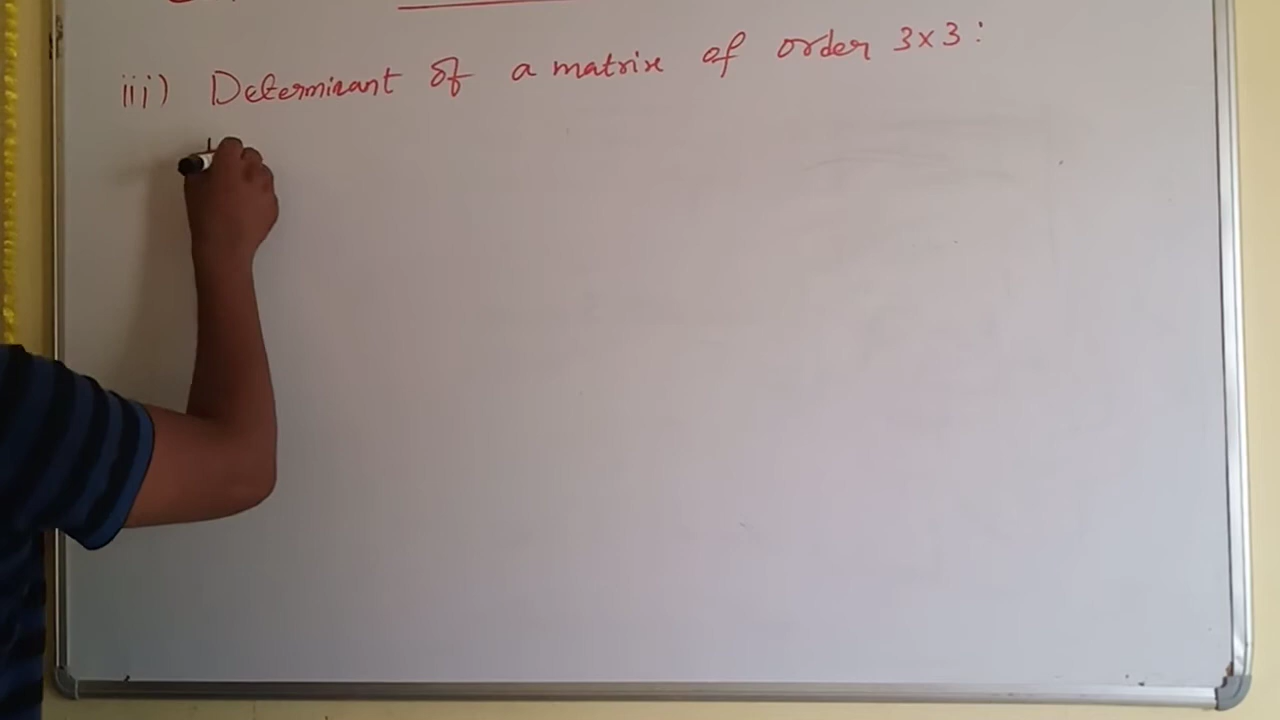 iii) Determinant of a matrix of order 3x3: